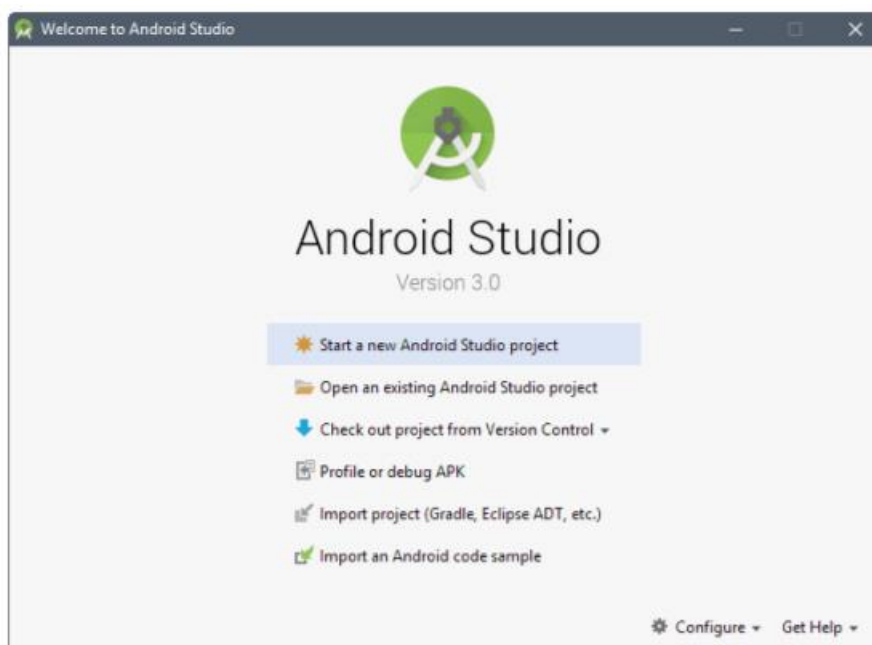 Welcome to Android Studio
Android Studio
Version 3.0
Start a new Android Studio project
Open an existing Android Studio project
Check out project from Version Control
Profile or debug APK
Import project (Gradle, Eclipse ADT, etc.)
Import an Android code sample
Configure Get Help